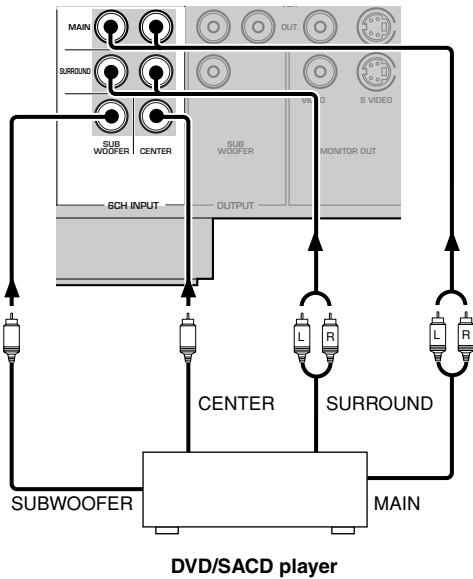 VCR
MAIN
OUT
SURROUND
VIDEO
S VIDEO
SUB
WOOFER
CENTER
SUB
WOOFER
MONITOR OUT
6CH INPUT
OUTPUT
L
R
L
R
CENTER
SURROUND
SUBWOOFER
MAIN
DVD/SACD player